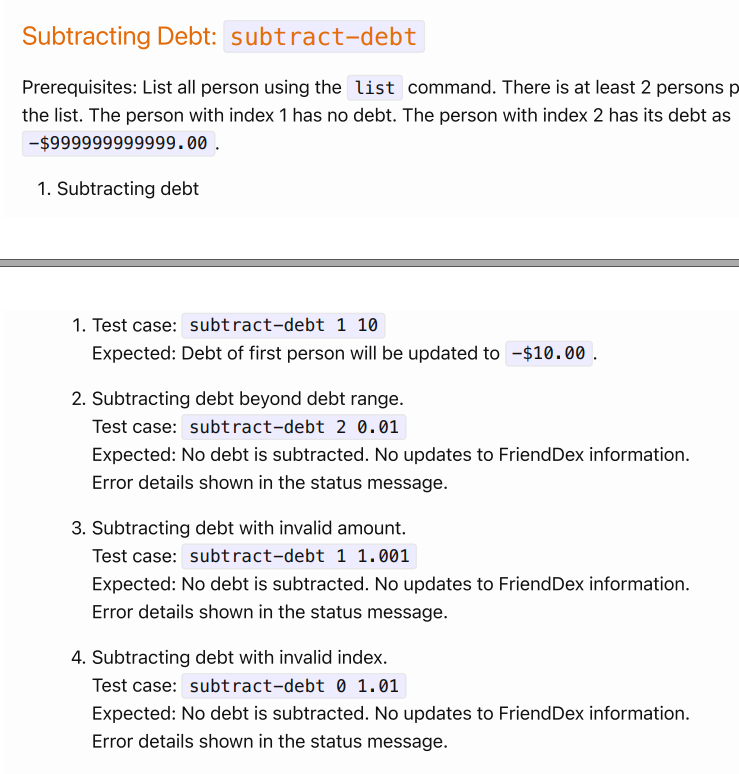 Subtracting Debt: subtract-debt
Prerequisites: List all person using the list command. There is at least 2 persons p
the list. The person with index 1 has no debt. The person with index 2 has its debt as
-$999999999999.00 .
1. Subtracting debt
1. Test case: subtract-debt 1 10
Expected: Debt of first person will be updated to -$10.00 .
2. Subtracting debt beyond debt range.
Test case: subtract-debt 2 0.01
Expected: No debt is subtracted. No updates to FriendDex information.
Error details shown in the status message.
3. Subtracting debt with invalid amount.
Test case: subtract-debt 1 1.001
Expected: No debt is subtracted. No updates to FriendDex information.
Error details shown in the status message.
4. Subtracting debt with invalid index.
Test case: subtract-debt 0 1.01
Expected: No debt is subtracted. No updates to FriendDex information.
Error details shown in the status message.